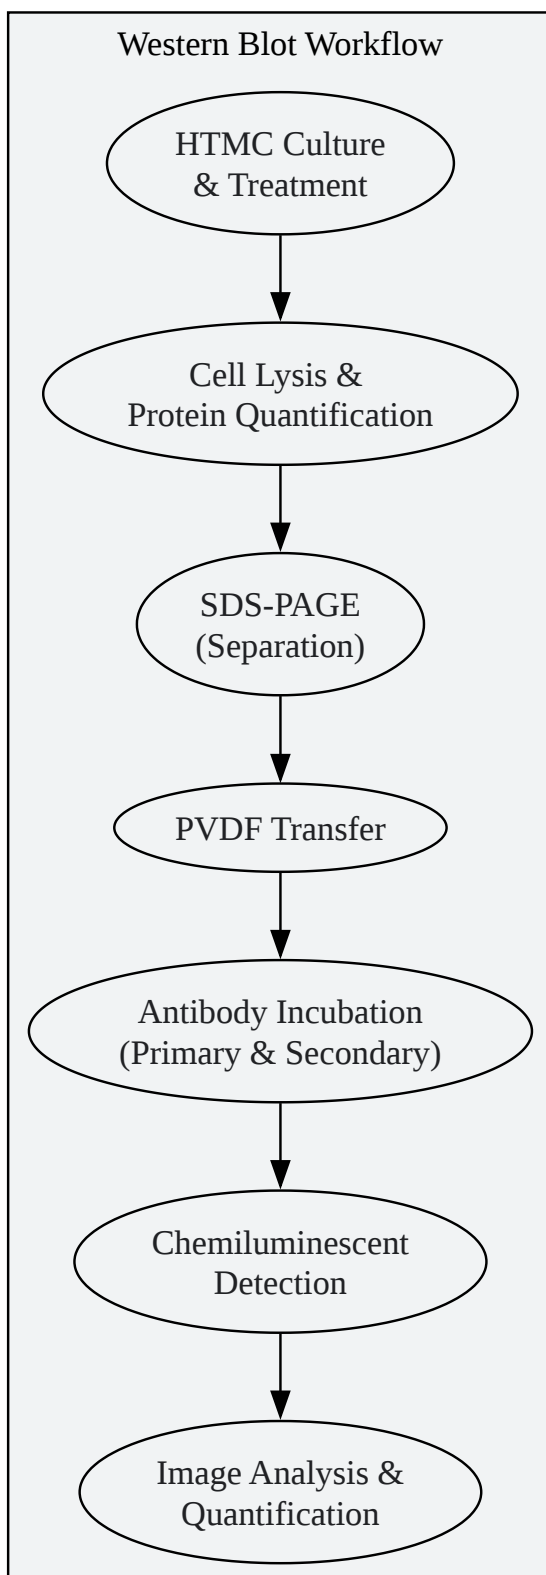 Western Blot Workflow
HTMC Culture
& Treatment
Cell Lysis &
Protein Quantification
SDS-PAGE
(Separation)
PVDF Transfer
Antibody Incubation
(Primary & Secondary)
Chemiluminescent
Detection
Image Analysis &
Quantification